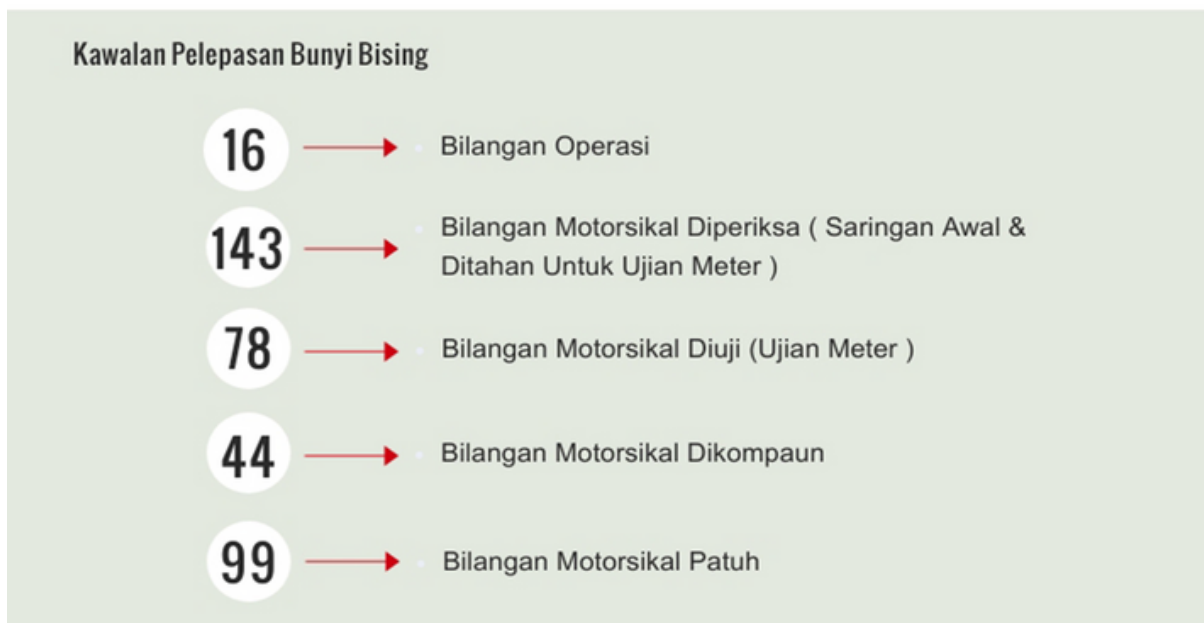 Kawalan Pelepasan Bunyi Bising
16
Bilangan Operasi
143
Bilangan Motorsikal Diperiksa ( Saringan Awal &
Ditahan Untuk Ujian Meter )
78
Bilangan Motorsikal Diuji (Ujian Meter )
44
Bilangan Motorsikal Dikompaun
99
Bilangan Motorsikal Patuh